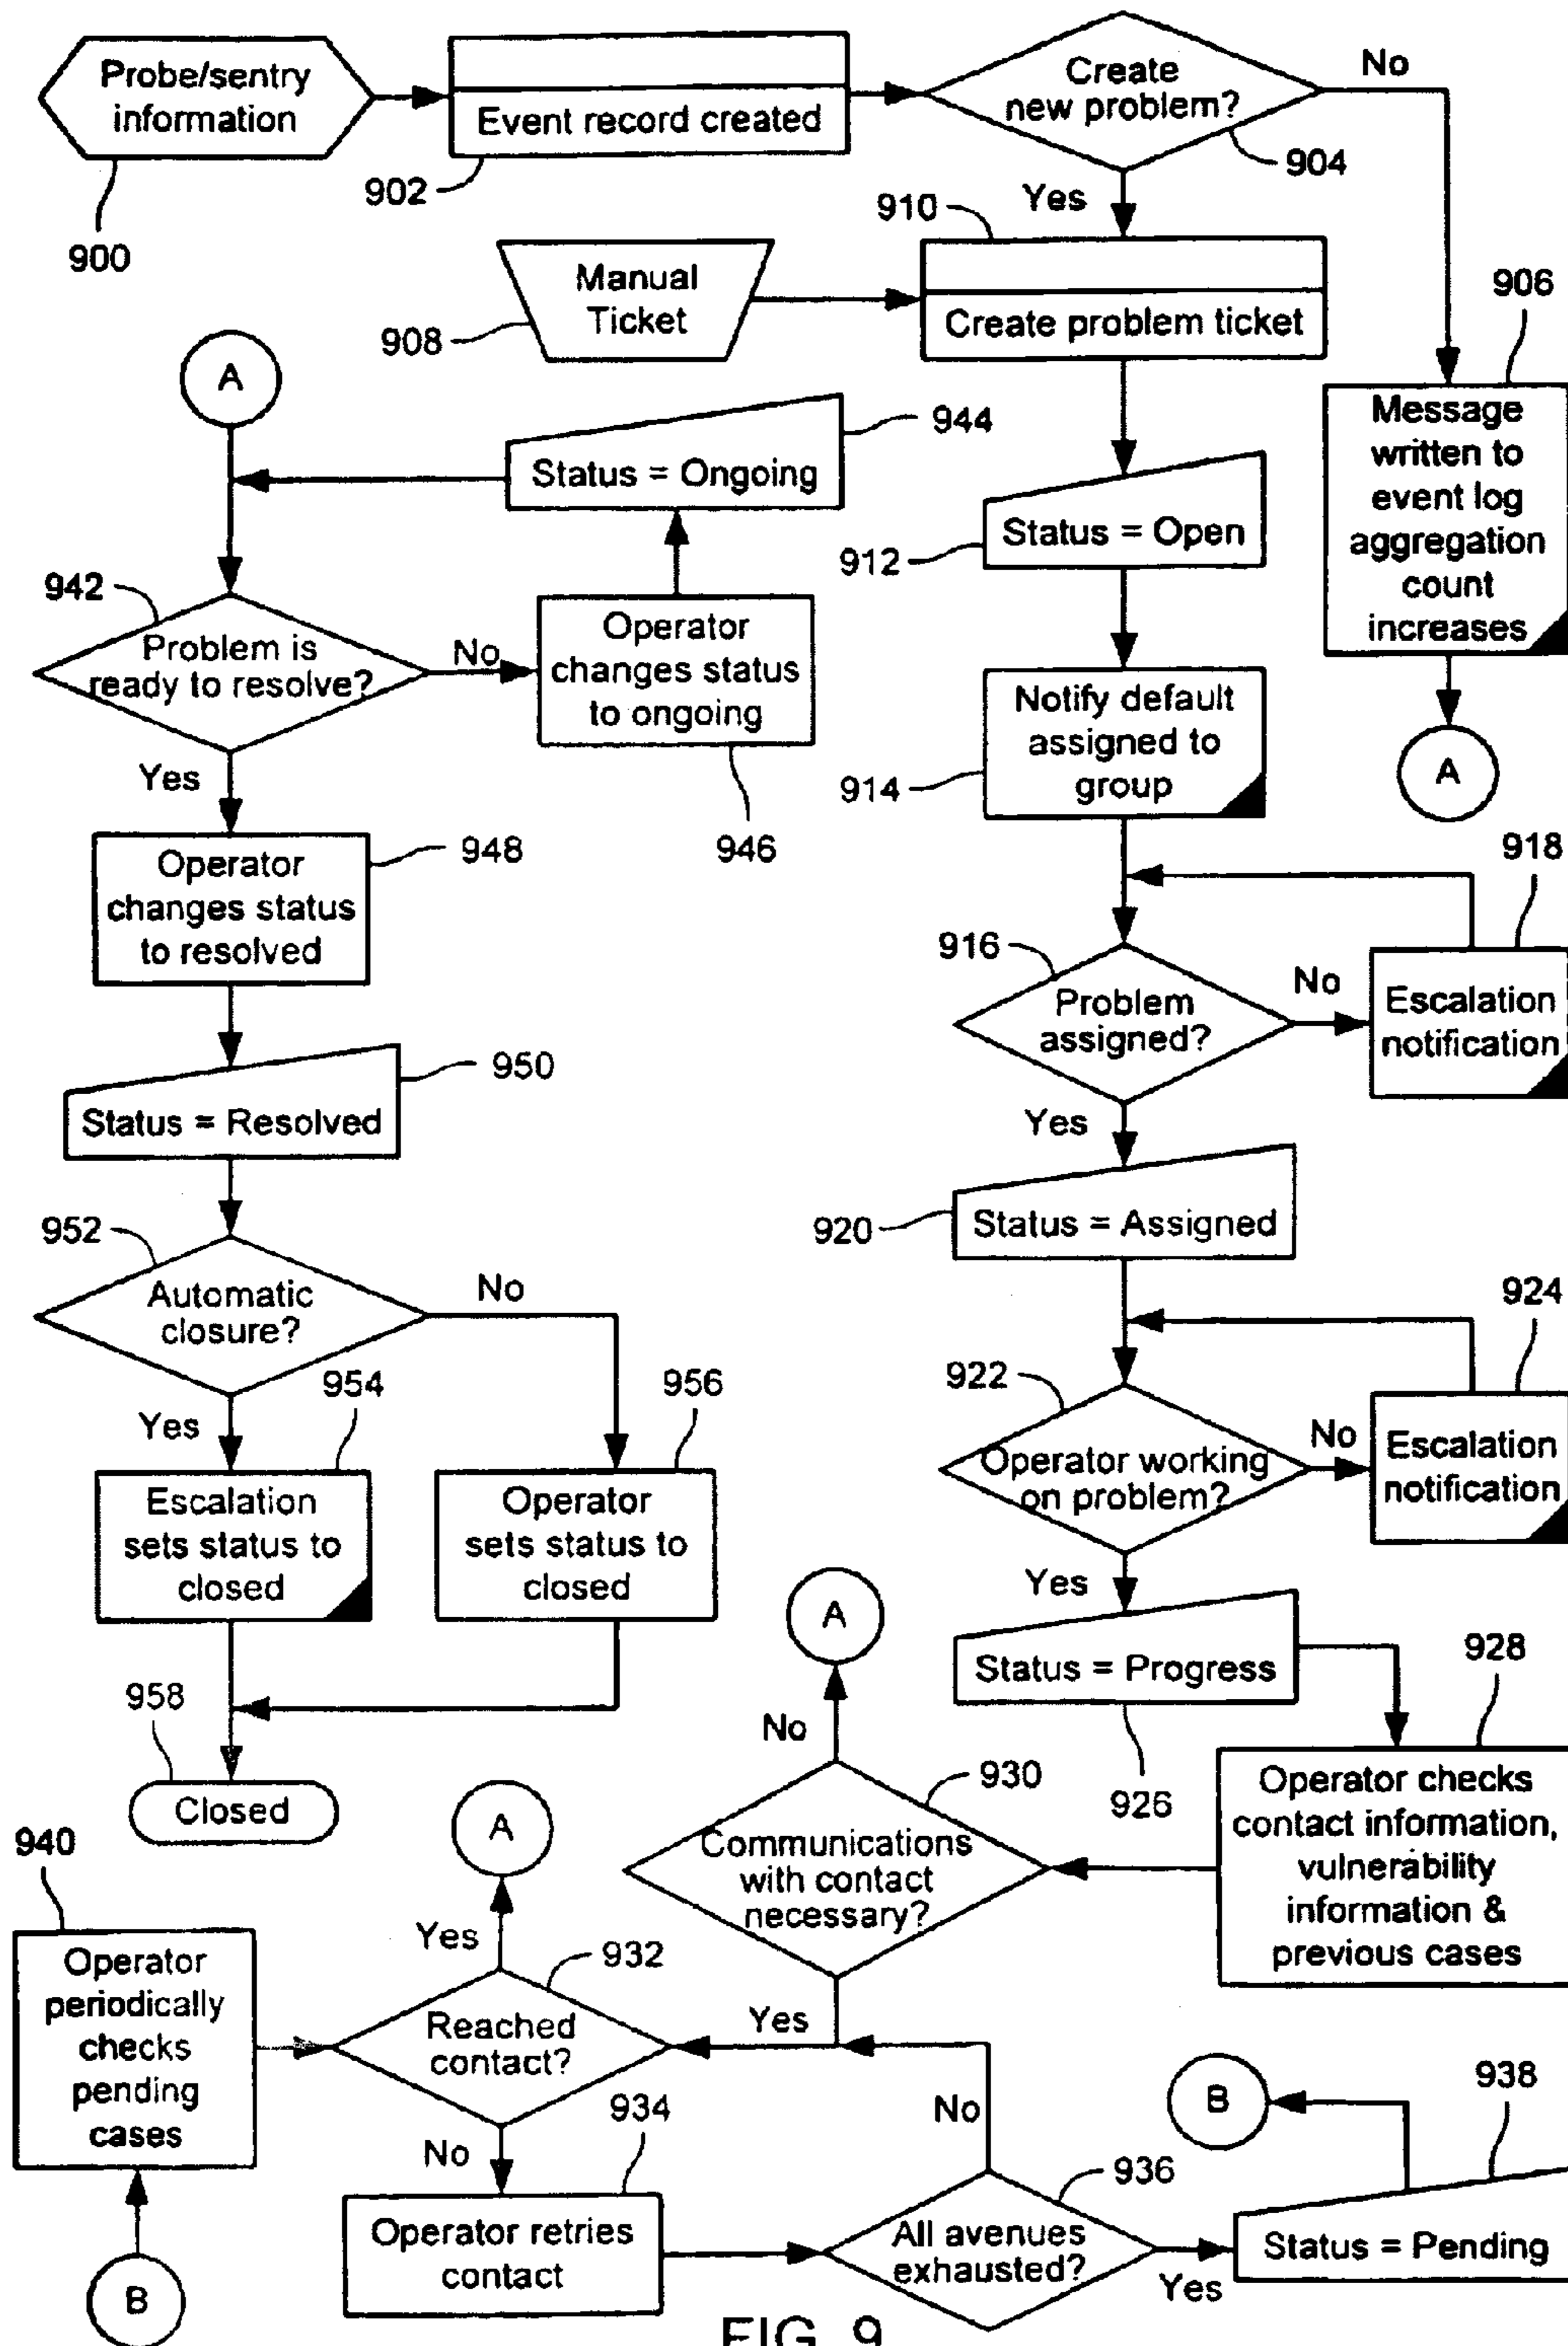 Probe/sentry
information
900
Event record created
902
Create
new problem?
904
No
Yes
910
Manual
Ticket
908
Create problem ticket
906
Message
written to
event log
aggregation
count
increases
A
A
944
Status = Ongoing
912
Status = Open
942
Problem is
ready to resolve?
No
Operator
changes status
to ongoing
946
Yes
914
Notify default
assigned to
group
948
Operator
changes status
to resolved
918
916
Problem
assigned?
No
Escalation
notification
Yes
950
Status = Resolved
920
Status = Assigned
952
Automatic
closure?
No
Yes
954
Escalation
sets status to
closed
956
Operator
sets status to
closed
958
Closed
924
922
Operator working
on problem?
No
Escalation
notification
Yes
Status = Progress
926
928
Operator checks
contact information,
vulnerability
information &
previous cases
A
No
930
Communications
with contact
necessary?
Yes
A
Yes
932
Reached
contact?
No
940
Operator
periodically
checks
pending
cases
B
934
Operator retries
contact
No
936
All avenues
exhausted?
Yes
B
938
Status = Pending
FIG. 9